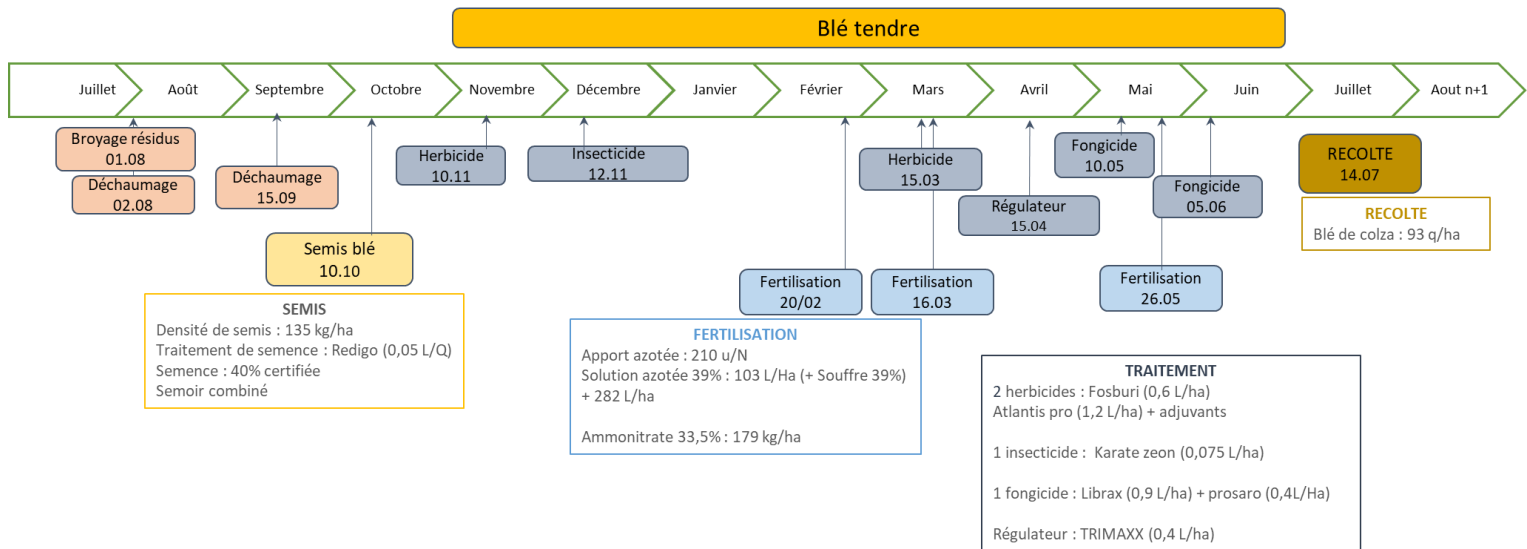 Blé tendre
Juillet
Août
Septembre
Octobre
Novembre
Décembre
Janvier
Février
Mars
Avril
Mai
Juin
Juillet
Aout n+1
Broyage résidus
01.08
Déchaumage
02.08
Déchaumage
15.09
Semis blé
10.10
Herbicide
10.11
Insecticide
12.11
Fertilisation
20/02
Herbicide
15.03
Fertilisation
16.03
Régulateur
15.04
Fongicide
10.05
Fertilisation
26.05
Fongicide
05.06
RECOLTE
14.07
RECOLTE
Blé de colza : 93 q/ha
SEMIS
Densité de semis : 135 kg/ha
Traitement de semence : Redigo (0,05 L/Q)
Semence : 40% certifiée
Semoir combiné
FERTILISATION
Apport azotée : 210 u/N
Solution azotée 39% : 103 L/Ha (+ Souffre 39%)
+ 282 L/ha
Ammonitrate 33,5% : 179 kg/ha
TRAITEMENT
2 herbicides : Fosburi (0,6 L/ha)
Atlantis pro (1,2 L/ha) + adjuvants
1 insecticide : Karate zeon (0,075 L/ha)
1 fongicide : Librax (0,9 L/ha) + prosaro (0,4L/Ha)
Régulateur : TRIMAXX (0,4 L/ha)